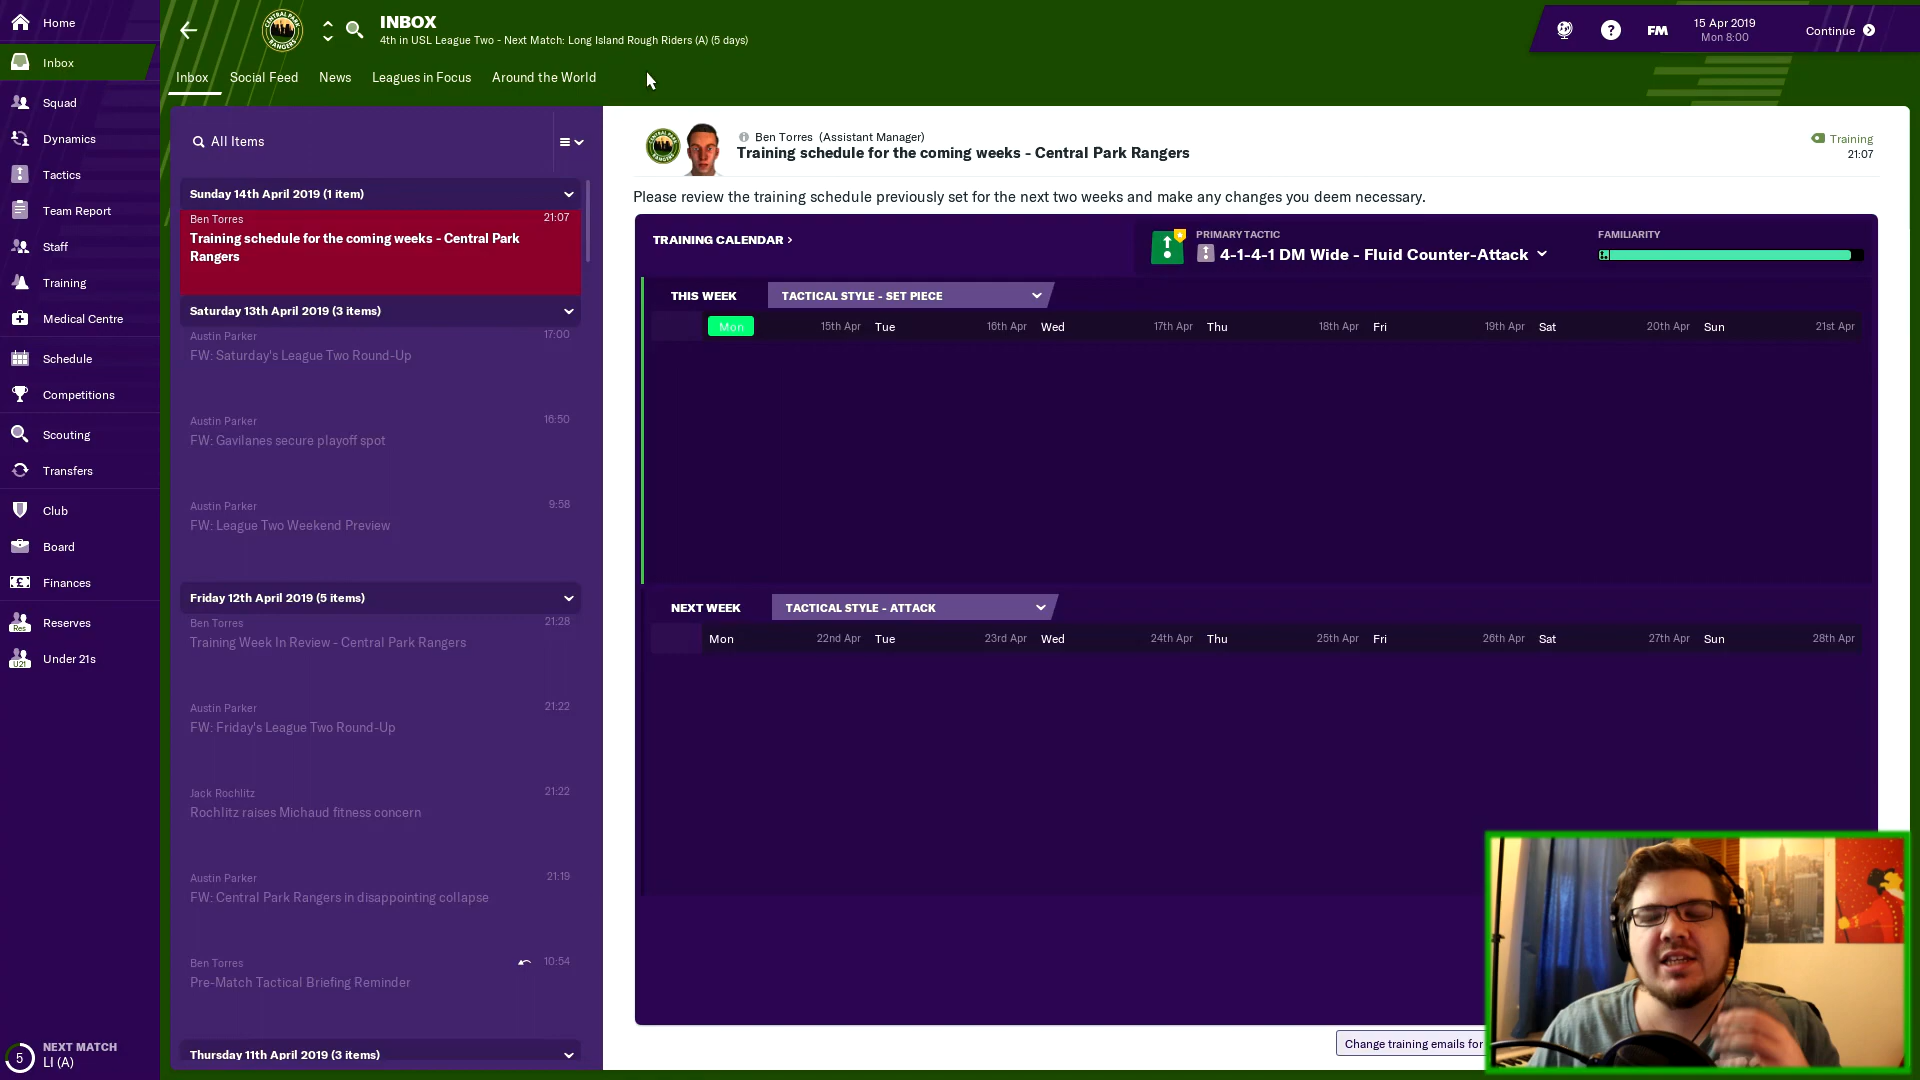 Home
Inbox
Squad
Dynamics
Tactics
Team Report
Staff
Training
Medical Centre
Schedule
Competitions
Scouting
Transfers
Club
Board
Finances
Res
Reserves
U21
Under 21s
5
NEXT MATCH
LI (A)
CENTRAL PARK
RANGERS
INBOX
4th in USL League Two - Next Match: Long Island Rough Riders (A) (5 days)
FM
15 Apr 2019
Mon 8:00
Continue
Inbox
Social Feed
News
Leagues in Focus
Around the World
All Items
Sunday 14th April 2019 (1 item)
Ben Torres
21:07
Training schedule for the coming weeks - Central Park
Rangers
Saturday 13th April 2019 (3 items)
Austin Parker
17:00
FW: Saturday's League Two Round-Up
Austin Parker
16:50
FW: Gavilanes secure playoff spot
Austin Parker
9:58
FW: League Two Weekend Preview
Friday 12th April 2019 (5 items)
Ben Torres
21:28
Training Week In Review - Central Park Rangers
Austin Parker
21:22
FW: Friday's League Two Round-Up
Jack Rochlitz
21:22
Rochlitz raises Michaud fitness concern
Austin Parker
21:19
FW: Central Park Rangers in disappointing collapse
Ben Torres
10:54
Pre-Match Tactical Briefing Reminder
Thursday 11th April 2019 (3 items)
Ben Torres (Assistant Manager)
Training schedule for the coming weeks - Central Park Rangers
Training
21:07
Please review the training schedule previously set for the next two weeks and make any changes you deem necessary.
TRAINING CALENDAR >
PRIMARY TACTIC
4-1-4-1 DM Wide - Fluid Counter-Attack
FAMILIARITY
THIS WEEK
TACTICAL STYLE - SET PIECE
Mon 15th Apr Tue 16th Apr Wed 17th Apr Thu 18th Apr Fri 19th Apr Sat 20th Apr Sun 21st Apr
NEXT WEEK
TACTICAL STYLE - ATTACK
Mon 22nd Apr Tue 23rd Apr Wed 24th Apr Thu 25th Apr Fri 26th Apr Sat 27th Apr Sun 28th Apr
Change training emails for